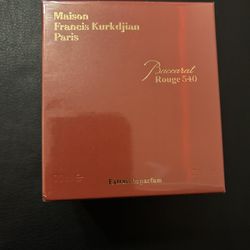 Maison
Francis Kurkdjian
Paris
Baccarat
Rouge 540
Extrait de parfum